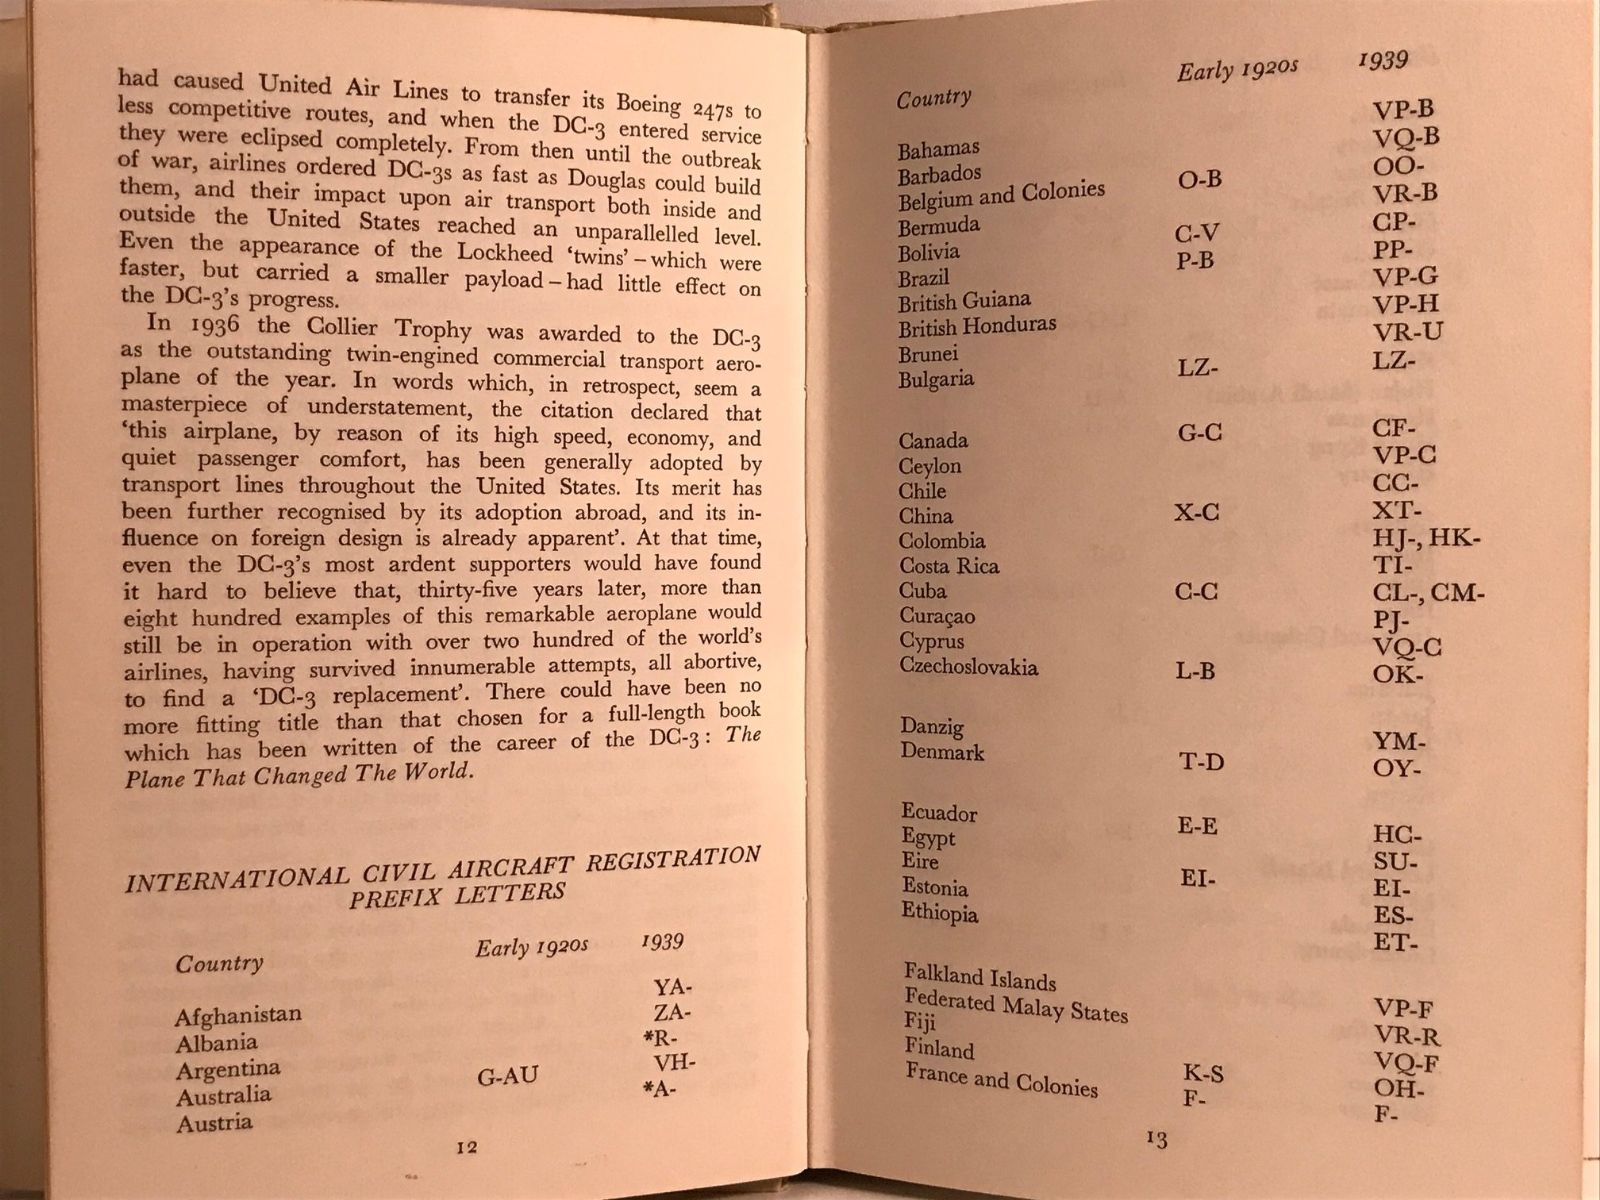 had caused United Air Lines to transfer its Boeing 247s to
less competitive routes, and when the DC-3 entered service
they were eclipsed completely. From then until the outbreak
of war, airlines ordered DC-3s as fast as Douglas could build
them, and their impact upon air transport both inside and
outside the United States reached an unparallelled level.
Even the appearance of the Lockheed ‘twins’ – which were
faster, but carried a smaller payload – had little effect on
the DC-3’s progress.
In 1936 the Collier Trophy was awarded to the DC-3
as the outstanding twin-engined commercial transport aero-
plane of the year. In words which, in retrospect, seem a
masterpiece of understatement, the citation declared that
‘this airplane, by reason of its high speed, economy, and
quiet passenger comfort, has been generally adopted by
transport lines throughout the United States. Its merit has
been further recognised by its adoption abroad, and its in-
fluence on foreign design is already apparent’. At that time,
even the DC-3’s most ardent supporters would have found
it hard to believe that, thirty-five years later, more than
eight hundred examples of this remarkable aeroplane would
still be in operation with over two hundred of the world’s
airlines, having survived innumerable attempts, all abortive,
to find a ‘DC-3 replacement’. There could have been no
more fitting title than that chosen for a full-length book
which has been written of the career of the DC-3: The
Plane That Changed The World.
INTERNATIONAL CIVIL AIRCRAFT REGISTRATION
PREFIX LETTERS
Country Early 1920s 1939
Afghanistan YA-
Albania ZA-
Argentina *R-
Australia G-AU VH-
Austria *A-
12
Country Early 1920s 1939
Bahamas VP-B
Barbados VQ-B
Belgium and Colonies O-B OO-
Bermuda VR-B
Bolivia C-V CP-
Brazil P-B PP-
British Guiana VP-G
British Honduras VP-H
Brunei VR-U
Bulgaria LZ- LZ-
Canada G-C CF-
Ceylon VP-C
Chile CC-
China X-C XT-
Colombia HJ-, HK-
Costa Rica TI-
Cuba C-C CL-, CM-
Curaçao PJ-
Cyprus VQ-C
Czechoslovakia L-B OK-
Danzig YM-
Denmark T-D OY-
Ecuador E-E HC-
Egypt SU-
Eire EI- EI-
Estonia ES-
Ethiopia ET-
Falkland Islands VP-F
Federated Malay States VR-R
Fiji VQ-F
Finland K-S OH-
France and Colonies F- F-
13